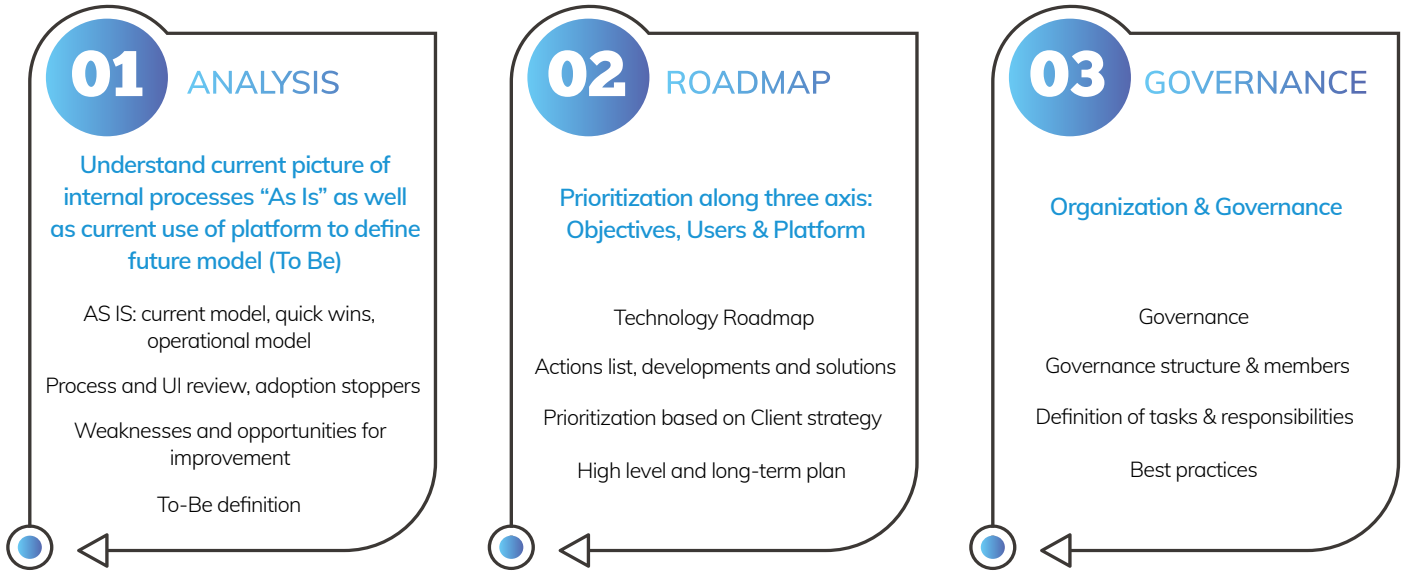 01
ANALYSIS
Understand current picture of
internal processes “As Is” as well
as current use of platform to define
future model (To Be)
AS IS: current model, quick wins,
operational model
Process and UI review, adoption stoppers
Weaknesses and opportunities for
improvement
To-Be definition
02
ROADMAP
Prioritization along three axis:
Objectives, Users & Platform
Technology Roadmap
Actions list, developments and solutions
Prioritization based on Client strategy
High level and long-term plan
03
GOVERNANCE
Organization & Governance
Governance
Governance structure & members
Definition of tasks & responsibilities
Best practices